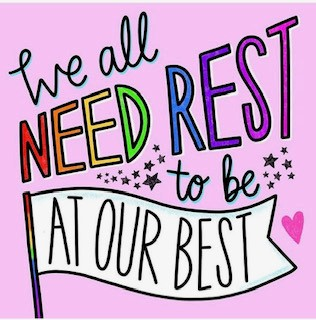 We all
NEED REST
to be
AT OUR BEST